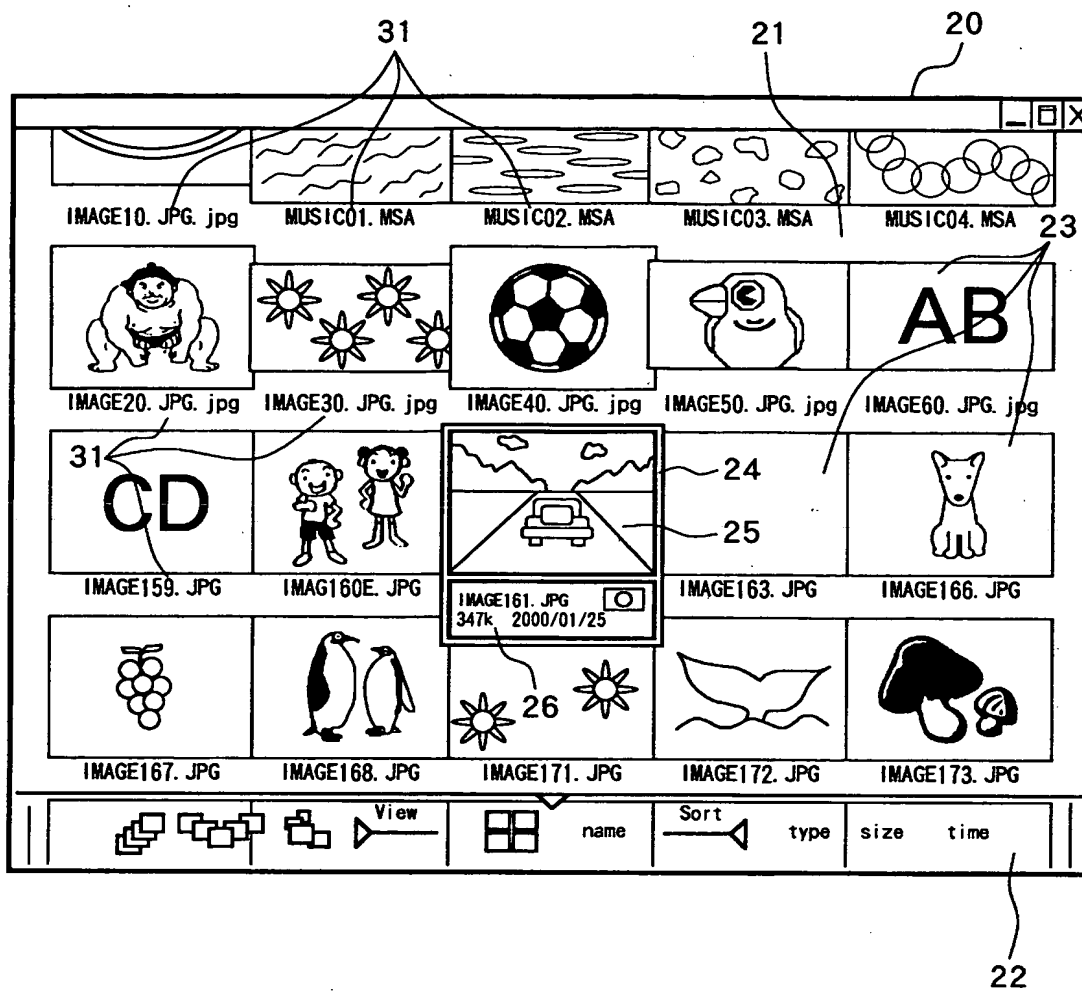 31 21 20
IMAGE10. JPG. jpg MUSIC01. MSA MUSIC02. MSA MUSIC03. MSA MUSIC04. MSA
23
AB
IMAGE20. JPG. jpg IMAGE30. JPG. jpg IMAGE40. JPG. jpg IMAGE50. JPG. jpg IMAGE60. JPG. jpg
31 24
CD 25
IMAGE159. JPG IMAG160E. JPG IMAGE163. JPG IMAGE166. JPG
IMAGE161. JPG
347k 2000/01/25
26
IMAGE167. JPG IMAGE168. JPG IMAGE171. JPG IMAGE172. JPG IMAGE173. JPG
View name Sort type size time
22